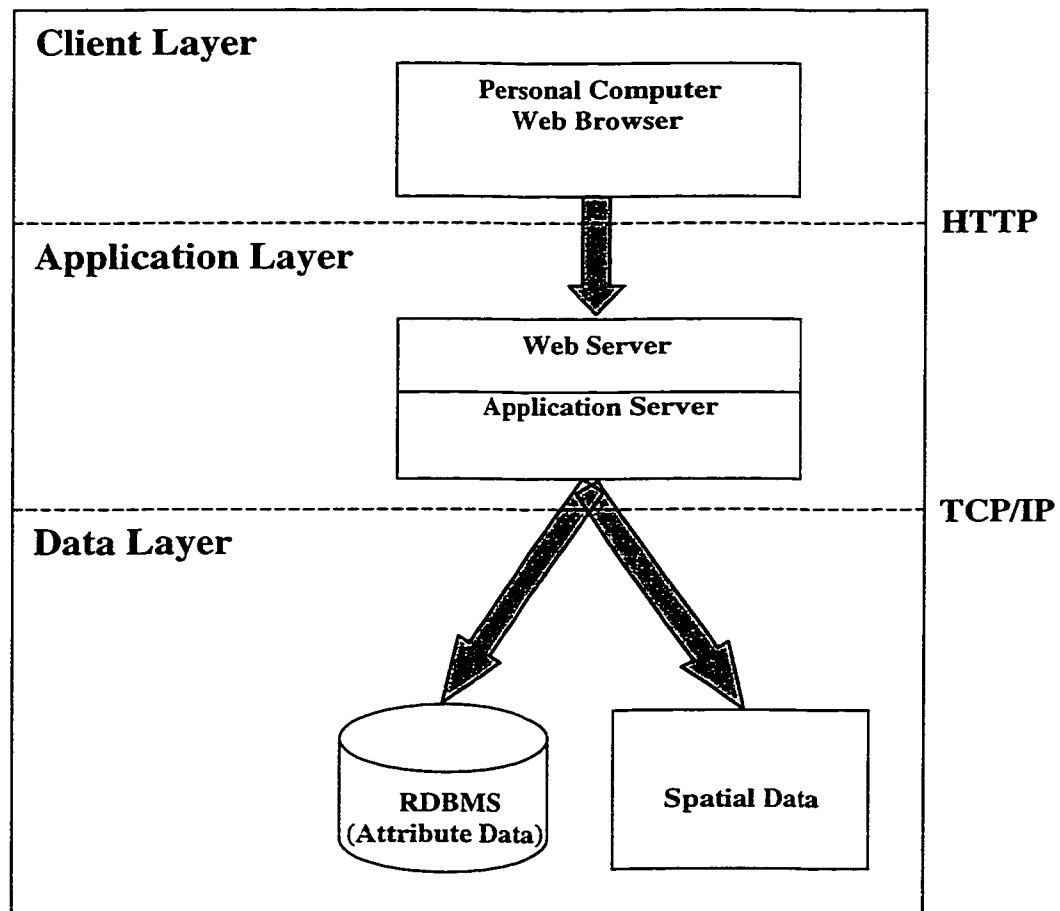 Client Layer
Personal Computer
Web Browser
HTTP
Application Layer
Web Server
Application Server
TCP/IP
Data Layer
RDBMS
(Attribute Data)
Spatial Data